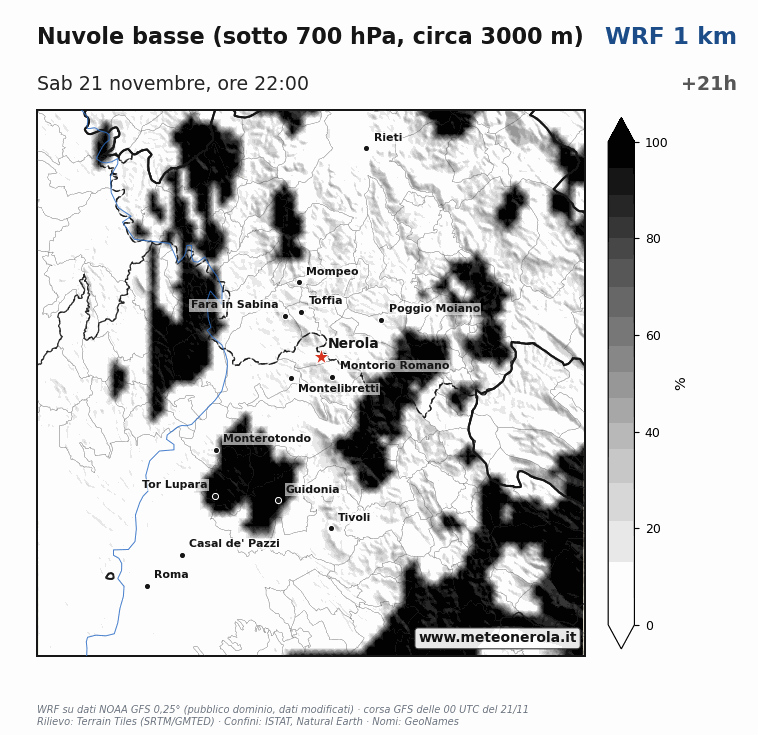 Nuvole basse (sotto 700 hPa, circa 3000 m) WRF 1 km
Sab 21 novembre, ore 22:00 +21h
Rieti
Mompeo
Toffia
Fara in Sabina
Poggio Moiano
Nerola
Montorio Romano
Montelibretti
Monterotondo
Tor Lupara
Guidonia
Tivoli
Casal de' Pazzi
Roma
www.meteonerola.it
100
80
60
40
20
0
%
WRF su dati NOAA GFS 0,25° (pubblico dominio, dati modificati) · corsa GFS delle 00 UTC del 21/11
Rilievo: Terrain Tiles (SRTM/GMTED) · Confini: ISTAT, Natural Earth · Nomi: GeoNames